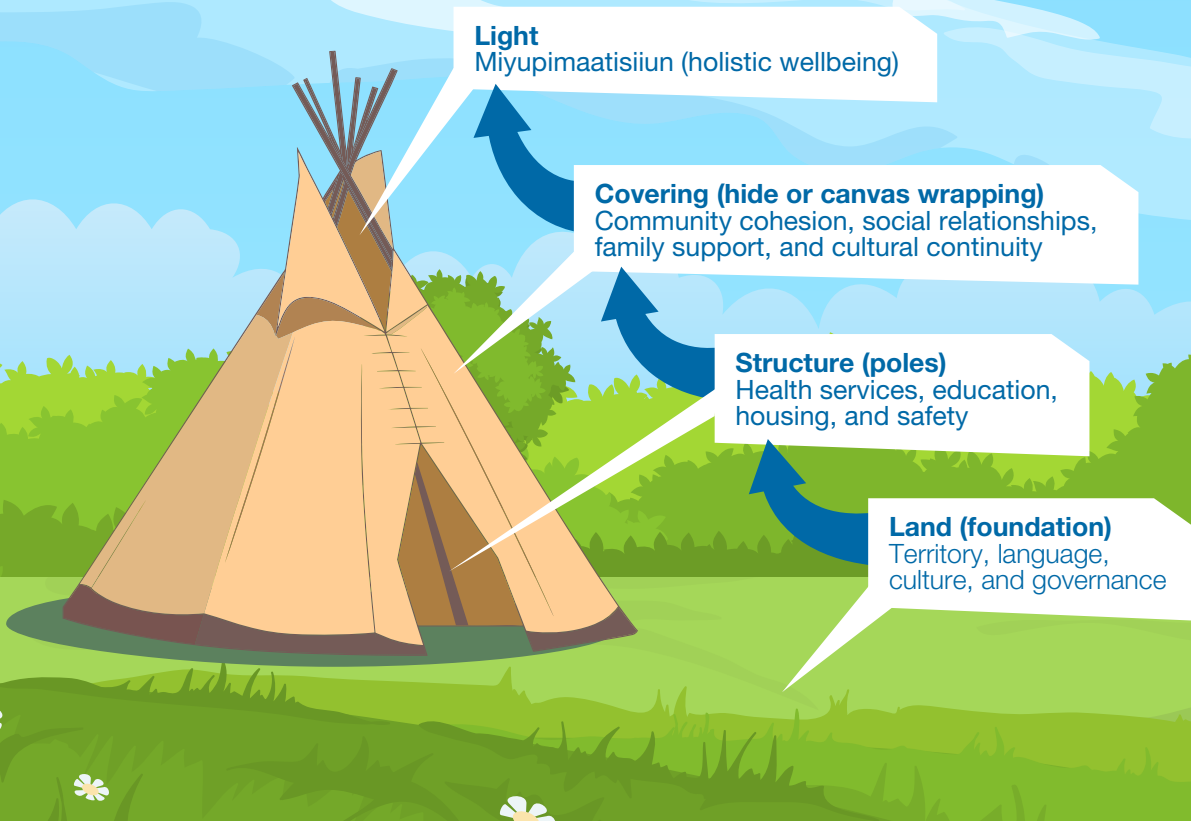 Light
Miyupimaatisiiun (holistic wellbeing)
Covering (hide or canvas wrapping)
Community cohesion, social relationships,
family support, and cultural continuity
Structure (poles)
Health services, education,
housing, and safety
Land (foundation)
Territory, language,
culture, and governance